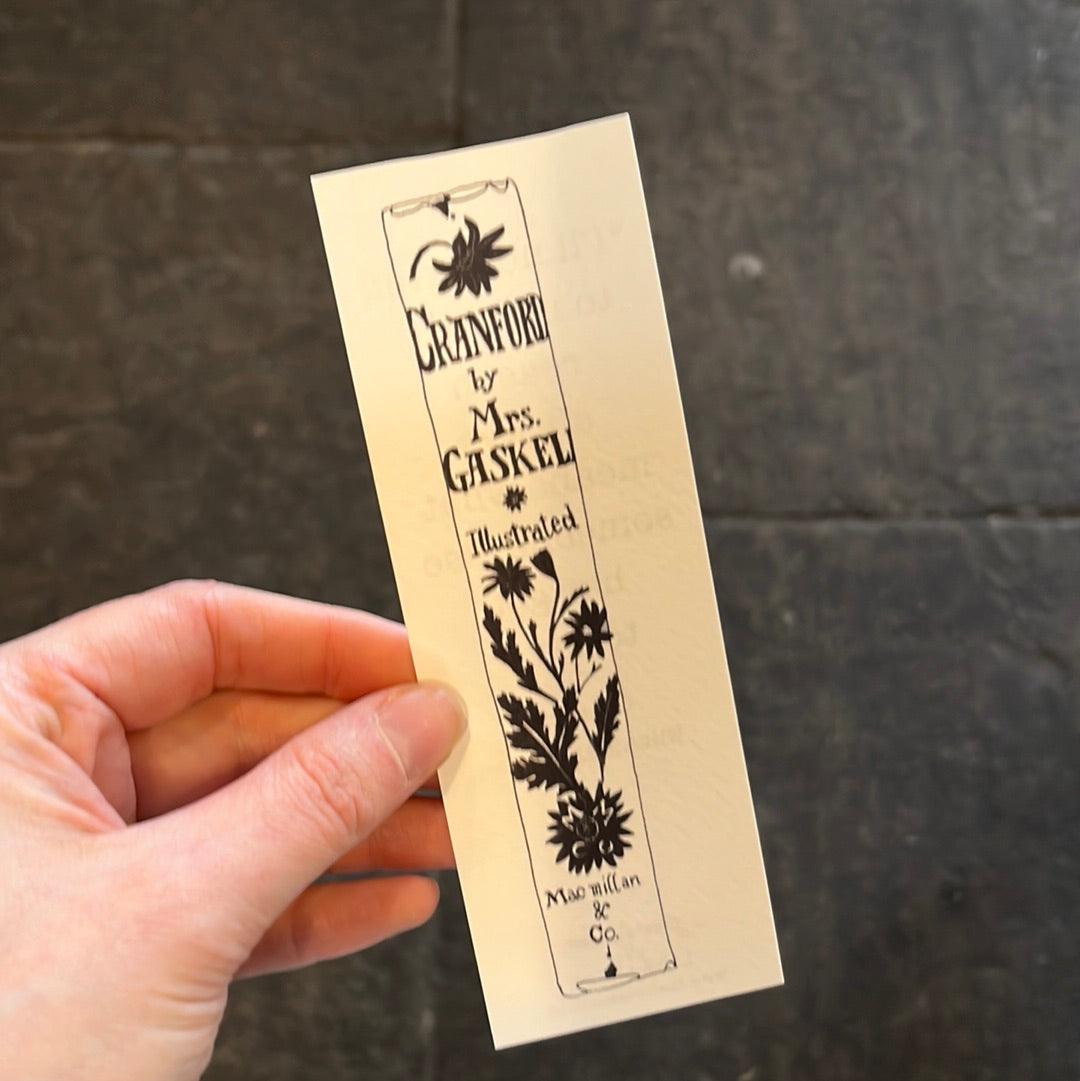 CRANFORD
by
Mrs.
GASKELL
Illustrated
Macmillan
&
Co.